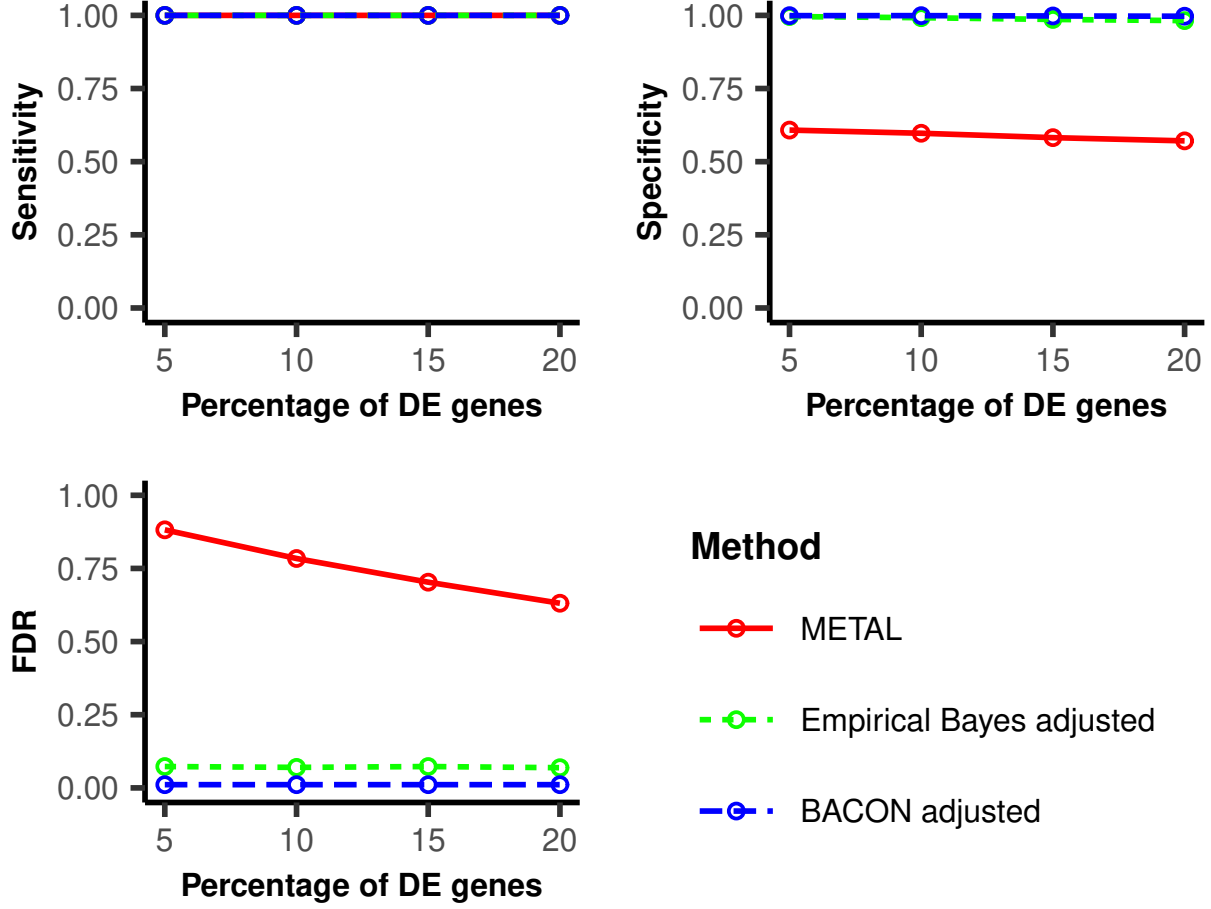 Sensitivity
1.00
0.75
0.50
0.25
0.00
5 10 15 20
Percentage of DE genes
Specificity
1.00
0.75
0.50
0.25
0.00
5 10 15 20
Percentage of DE genes
FDR
1.00
0.75
0.50
0.25
0.00
5 10 15 20
Percentage of DE genes
Method
METAL
Empirical Bayes adjusted
BACON adjusted